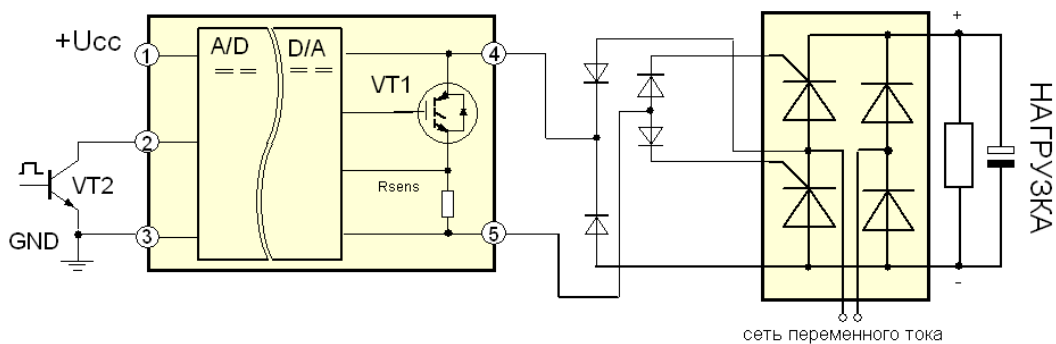 +Ucc
1
A/D
D/A
4
VT1
2
VT2
Rsens
GND
3
5
+
-
НАГРУЗКА
сеть переменного тока